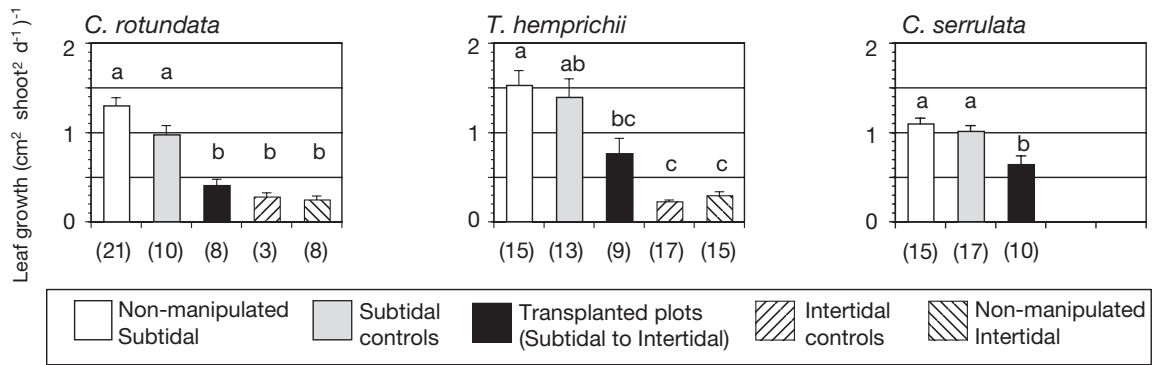 C. rotundata
T. hemprichii
C. serrulata
Leaf growth (cm² shoot² d⁻¹)⁻¹
2
1
0
a
a
b
b
b
(21) (10) (8) (3) (8)
2
1
0
a
ab
bc
c
c
(15) (13) (9) (17) (15)
2
1
0
a
a
b
(15) (17) (10)
Non-manipulated
Subtidal
Subtidal
controls
Transplanted plots
(Subtidal to Intertidal)
Intertidal
controls
Non-manipulated
Intertidal